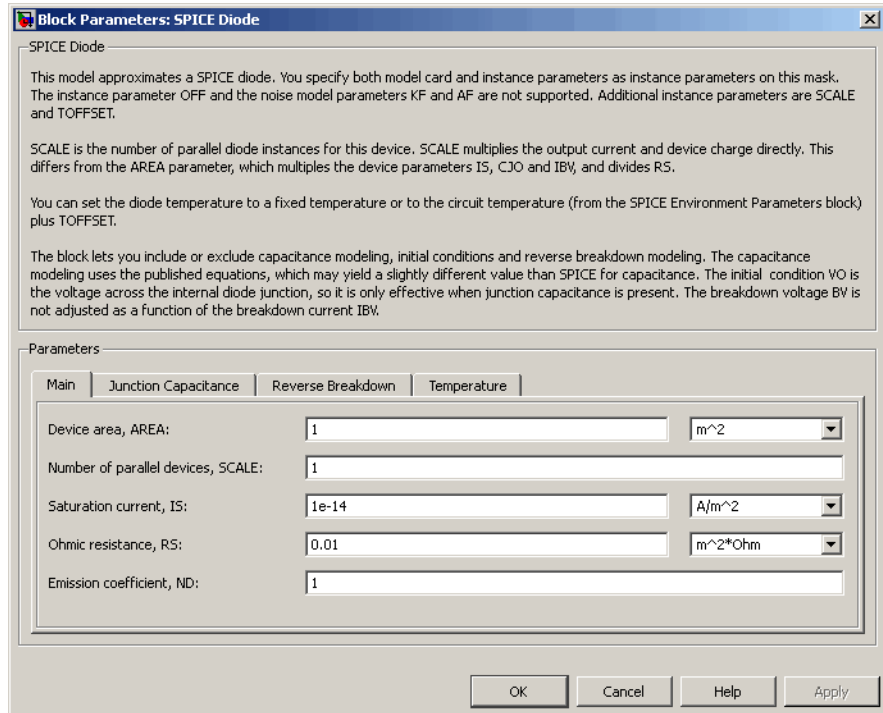 Block Parameters: SPICE Diode
SPICE Diode
This model approximates a SPICE diode. You specify both model card and instance parameters as instance parameters on this mask.
The instance parameter OFF and the noise model parameters KF and AF are not supported. Additional instance parameters are SCALE
and TOFFSET.
SCALE is the number of parallel diode instances for this device. SCALE multiplies the output current and device charge directly. This
differs from the AREA parameter, which multiples the device parameters IS, CJO and IBV, and divides RS.
You can set the diode temperature to a fixed temperature or to the circuit temperature (from the SPICE Environment Parameters block)
plus TOFFSET.
The block lets you include or exclude capacitance modeling, initial conditions and reverse breakdown modeling. The capacitance
modeling uses the published equations, which may yield a slightly different value than SPICE for capacitance. The initial condition VO is
the voltage across the internal diode junction, so it is only effective when junction capacitance is present. The breakdown voltage BV is
not adjusted as a function of the breakdown current IBV.
Parameters
Main Junction Capacitance Reverse Breakdown Temperature
Device area, AREA: 1 m^2
Number of parallel devices, SCALE: 1
Saturation current, IS: 1e-14 A/m^2
Ohmic resistance, RS: 0.01 m^2*Ohm
Emission coefficient, ND: 1
OK Cancel Help Apply